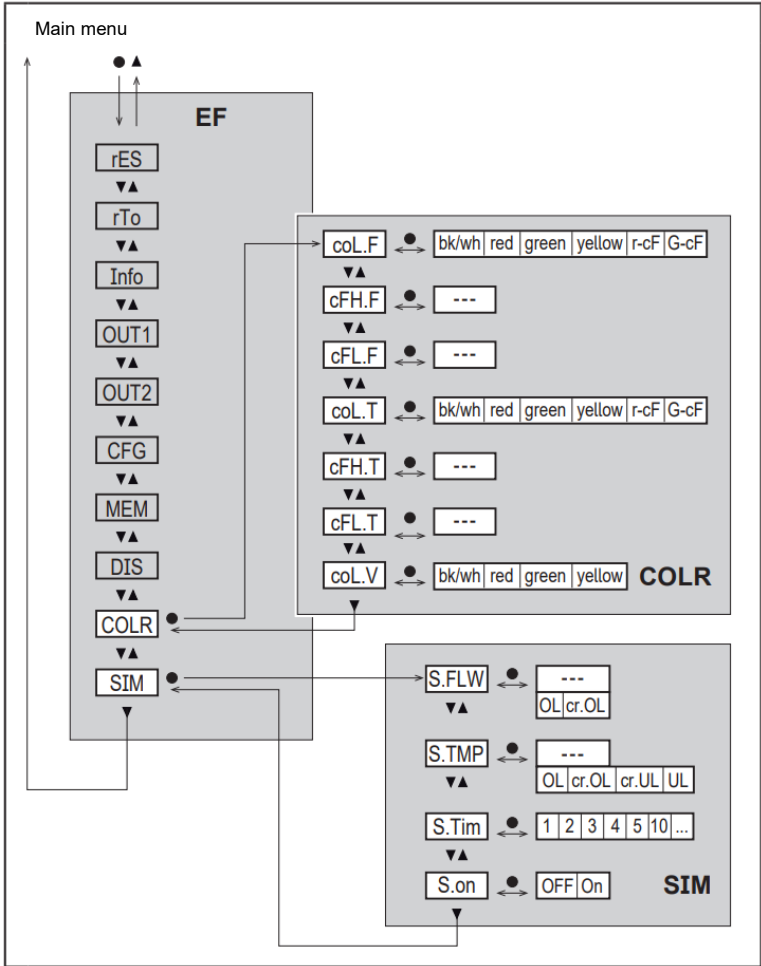 Main menu
EF
rES
rTo
Info
OUT1
OUT2
CFG
MEM
DIS
COLR
SIM
coL.F bk/wh red green yellow r-cF G-cF
cFH.F ---
cFL.F ---
coL.T bk/wh red green yellow r-cF G-cF
cFH.T ---
cFL.T ---
coL.V bk/wh red green yellow COLR
S.FLW ---
OL cr.OL
S.TMP ---
OL cr.OL cr.UL UL
S.Tim 1 2 3 4 5 10 ...
S.on OFF On SIM